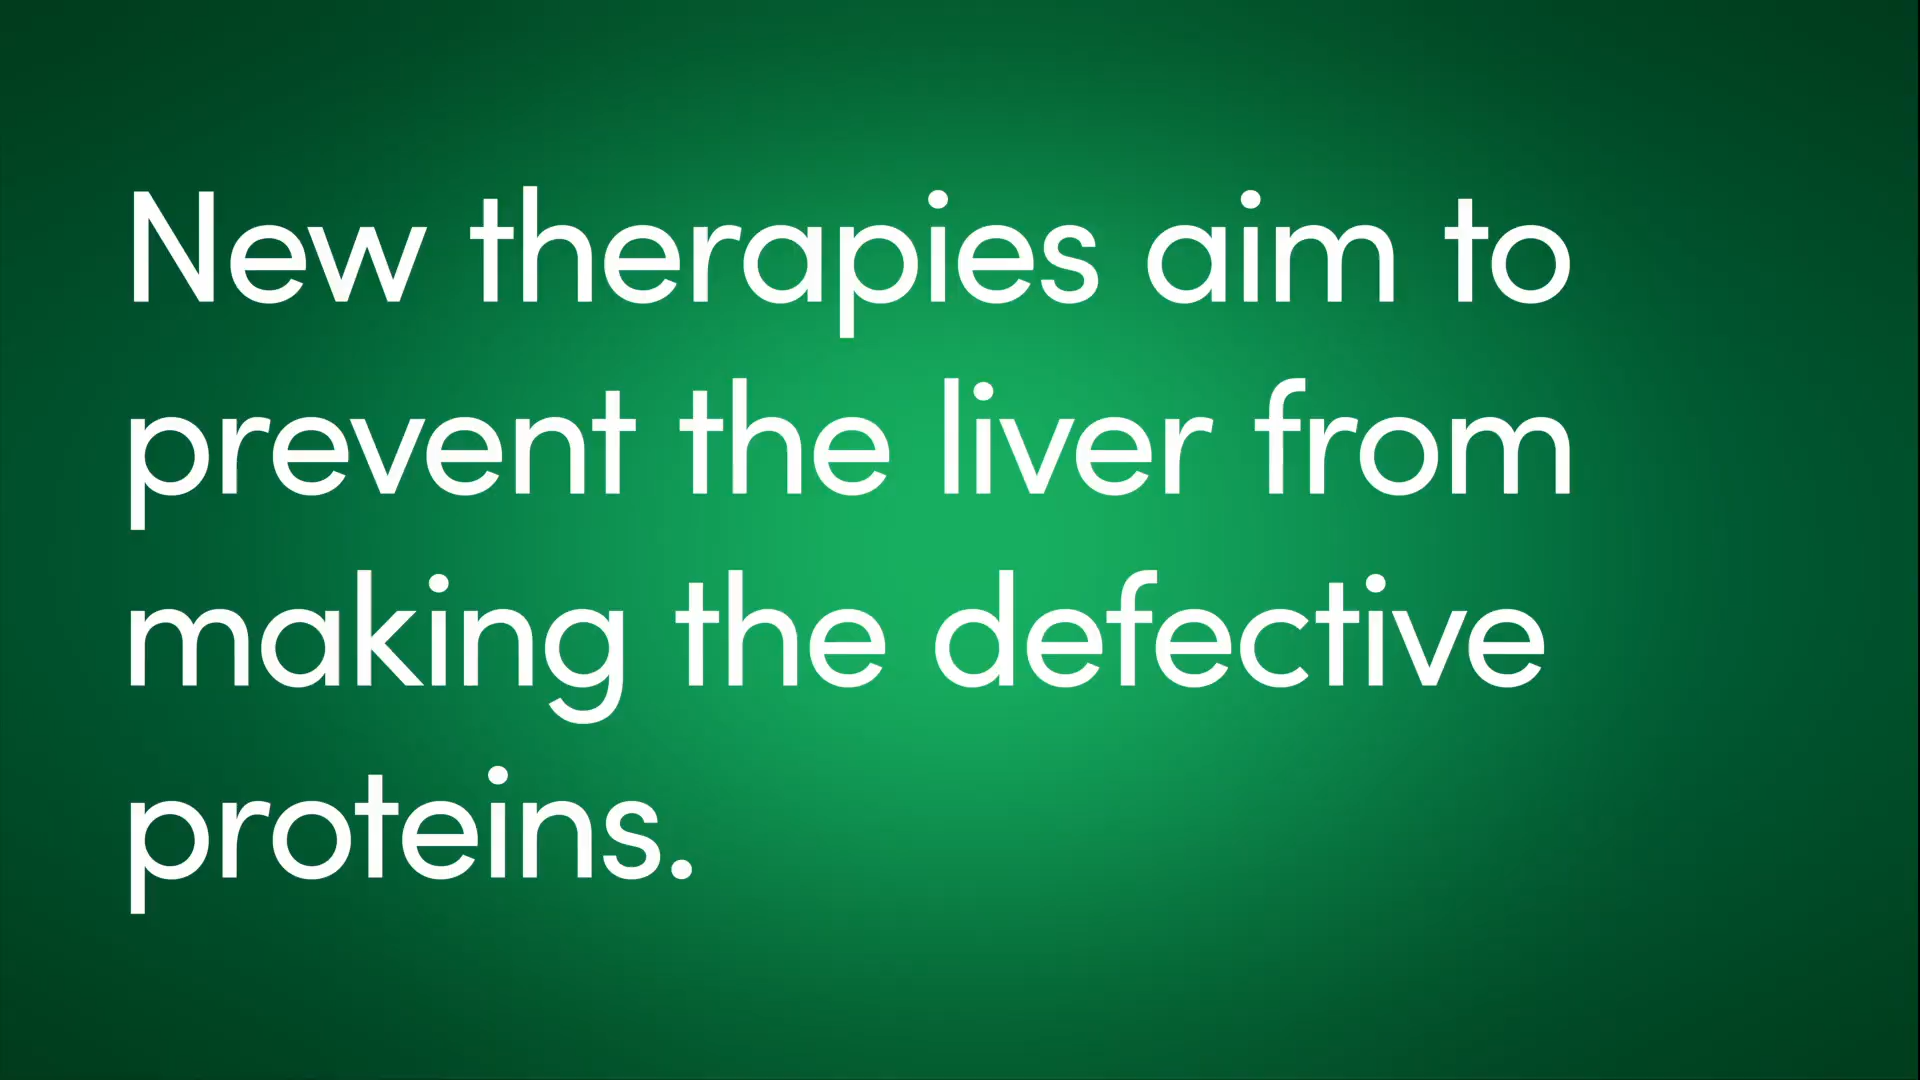 New therapies aim to
prevent the liver from
making the defective
proteins.